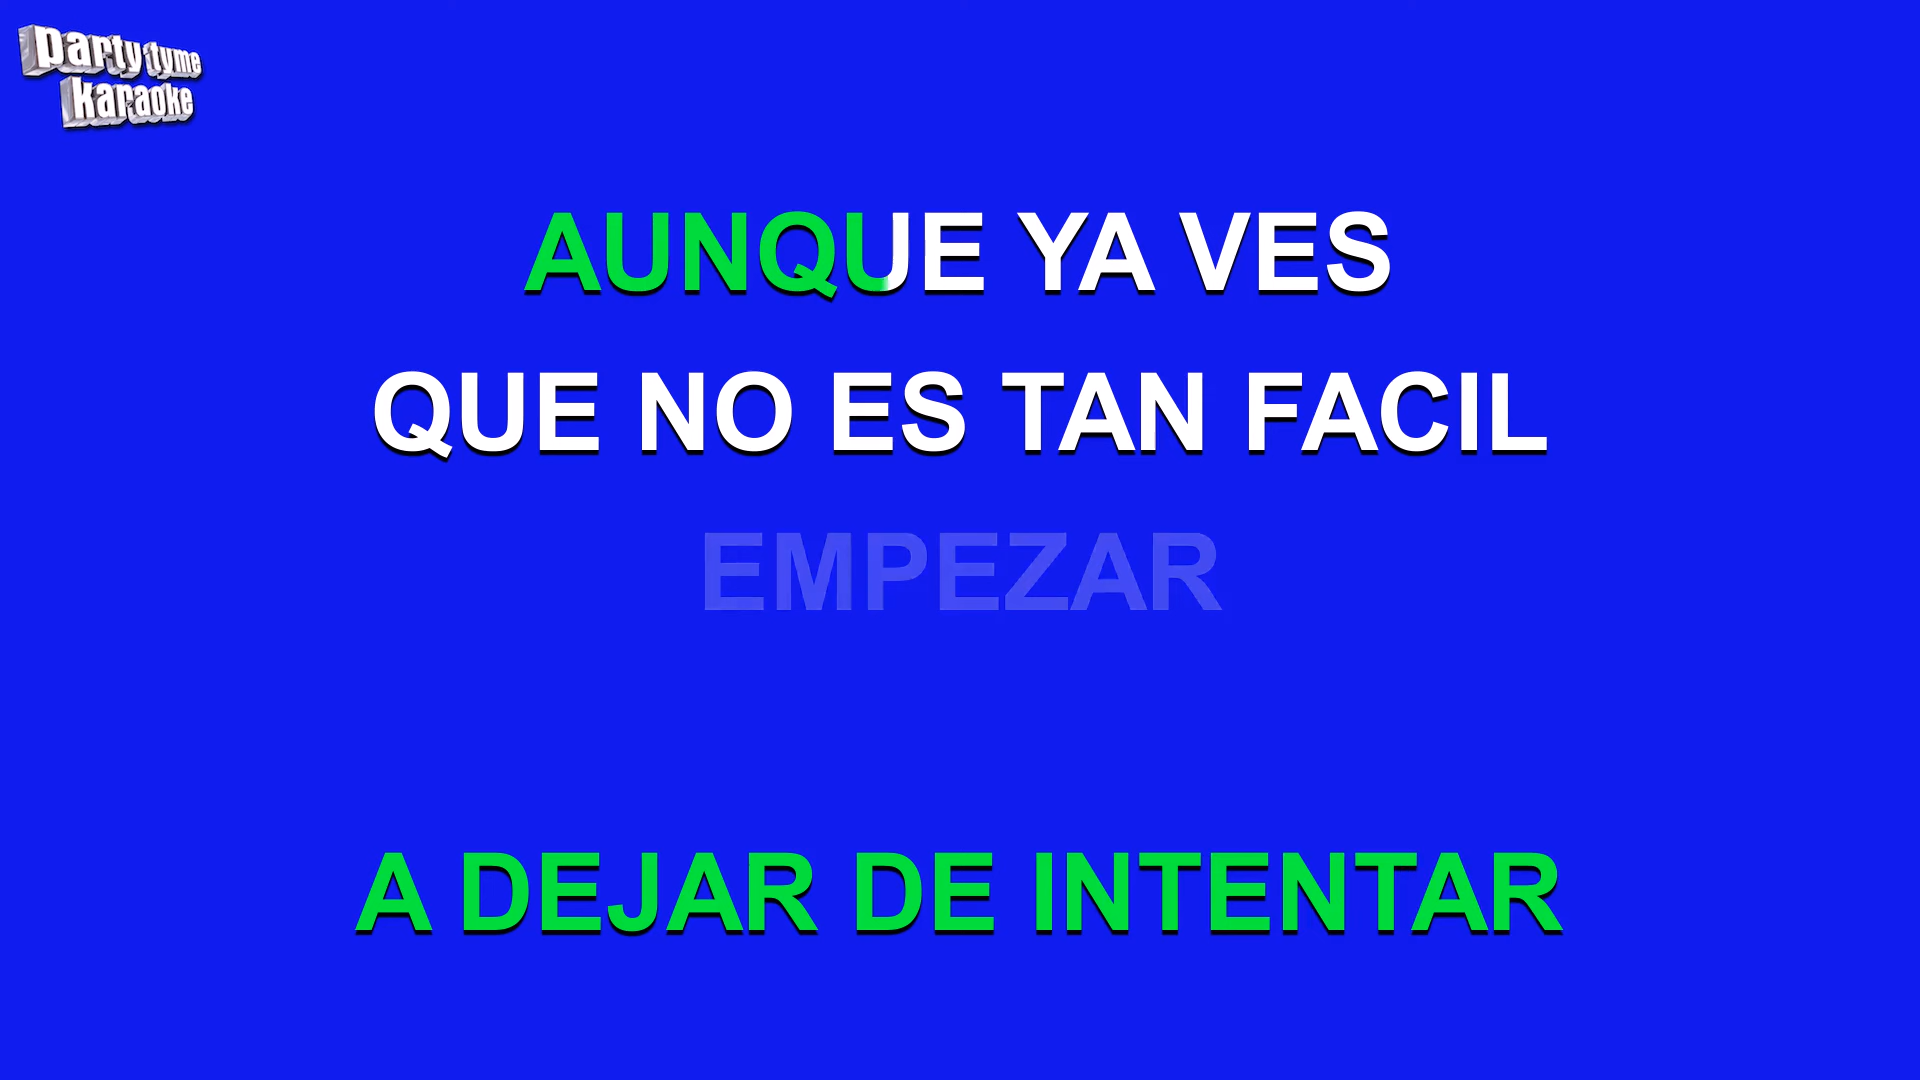 party tyme
karaoke
AUNQUE YA VES
QUE NO ES TAN FACIL
EMPEZAR
A DEJAR DE INTENTAR